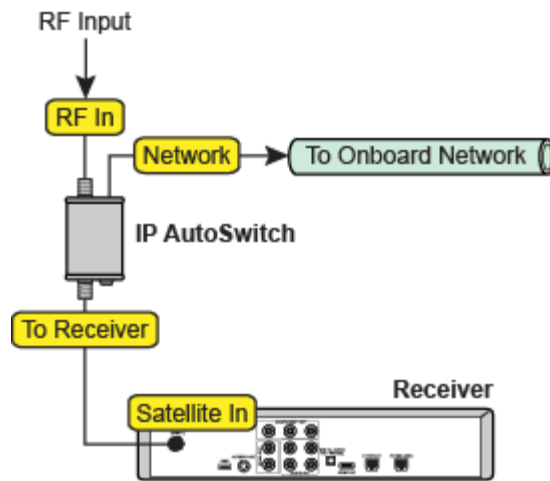 RF Input
RF In
Network
To Onboard Network
IP AutoSwitch
To Receiver
Receiver
Satellite In